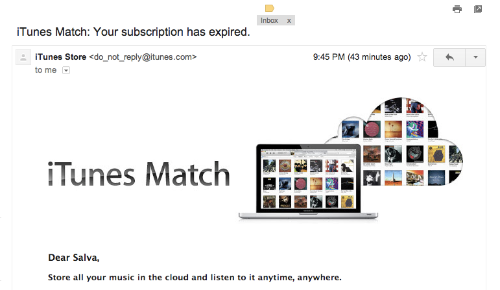 Inbox x
iTunes Match: Your subscription has expired.
iTunes Store <do_not_reply@itunes.com>
9:45 PM (43 minutes ago)
to me
iTunes Match
Dear Salva,
Store all your music in the cloud and listen to it anytime, anywhere.